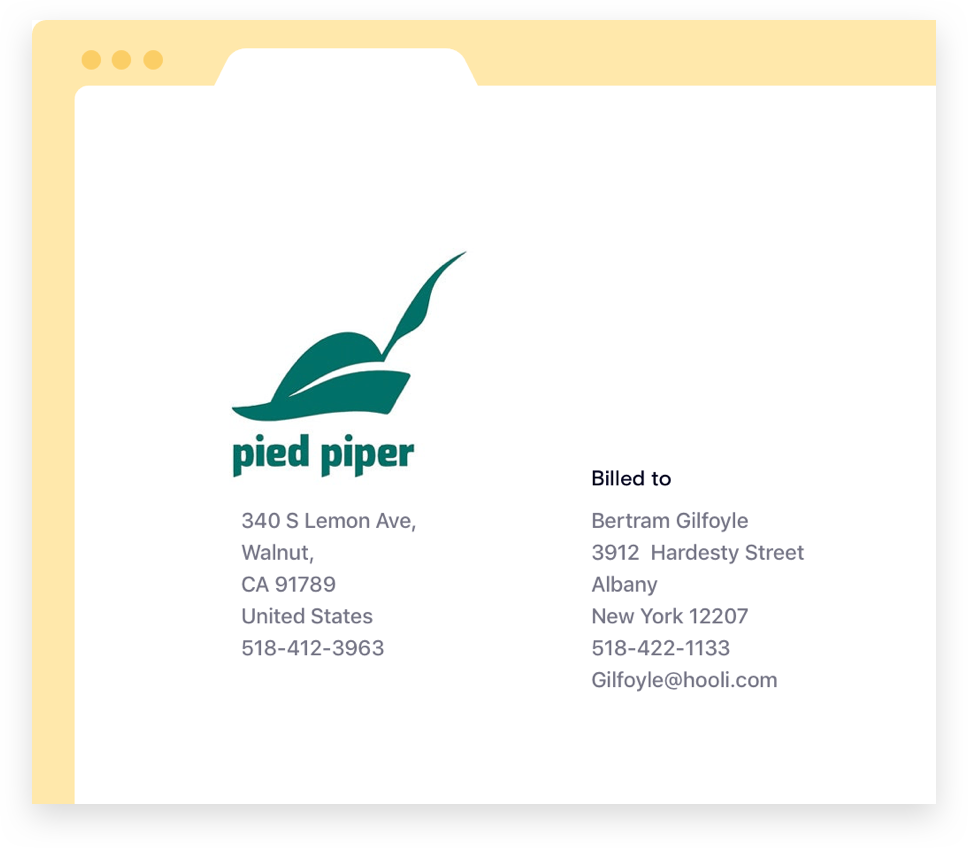 pied piper
340 S Lemon Ave,
Walnut,
CA 91789
United States
518-412-3963
Billed to
Bertram Gilfoyle
3912  Hardesty Street
Albany
New York 12207
518-422-1133
Gilfoyle@hooli.com